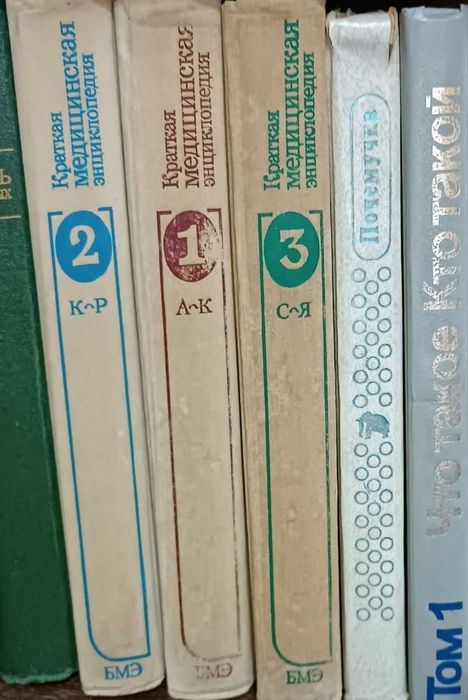 Краткая
медицинская
энциклопедия
2
К-Р
БМЭ
Краткая
медицинская
энциклопедия
1
А-К
БМЭ
Краткая
медицинская
энциклопедия
3
С-Я
БМЭ
Почемучка
Что такое Кто такой
Том 1